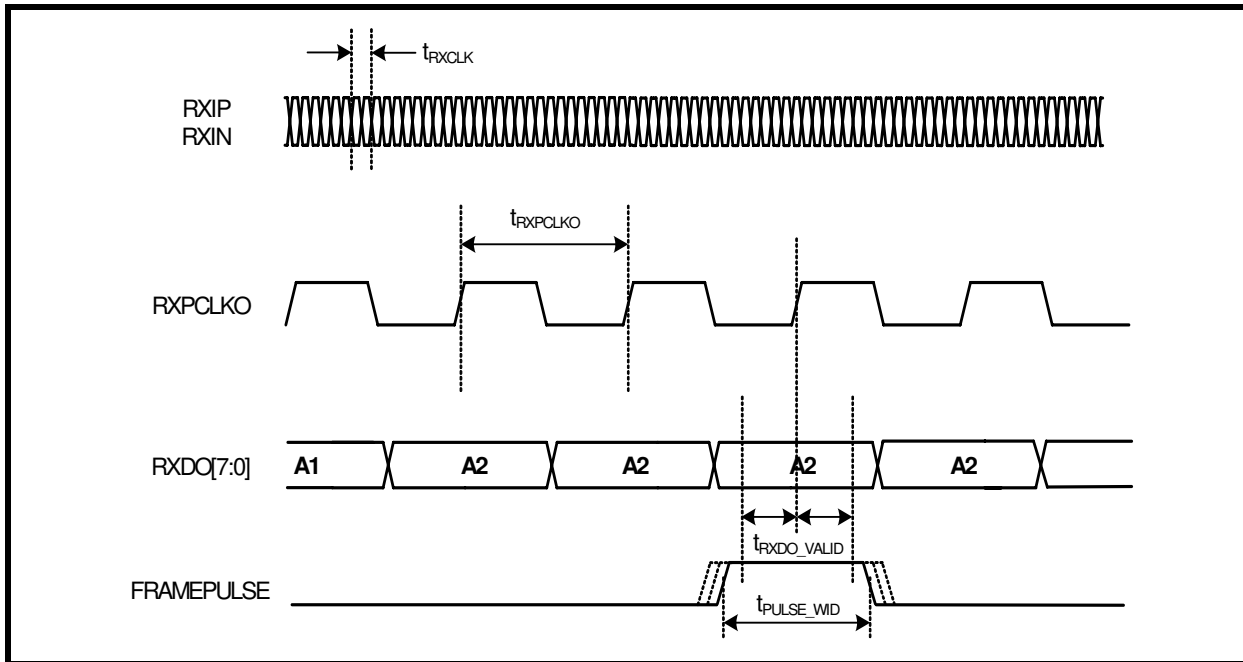 tRXCLK
RXIP
RXIN
tRXPCLKO
RXPCLKO
RXDO[7:0]
A1 A2 A2 A2 A2
tRXDO_VALID
FRAMEPULSE
tPULSE_WID